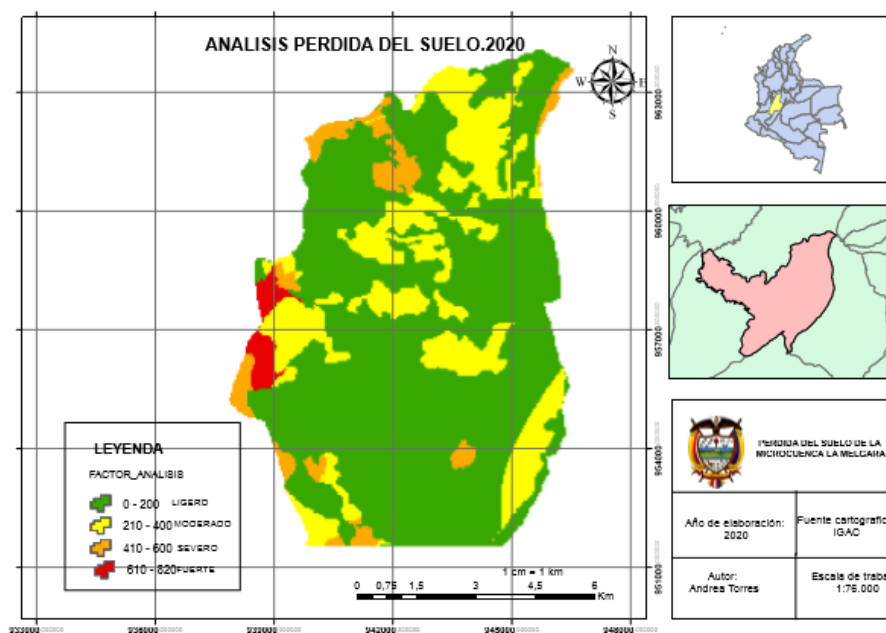 ANALISIS PERDIDA DEL SUELO.2020
N
W
E
S
963000
960000
957000
954000
951000
LEYENDA
FACTOR_ANALISIS
0 - 200 LIGERO
210 - 400 MODERADO
410 - 600 SEVERO
610 - 820 FUERTE
1 cm = 1 km
0 0,75 1,5 3 4,5 6
Km
933000 936000 939000 942000 945000 948000
PERDIDA DEL SUELO DE LA
MICROCUENCA LA MELGARA
Año de elaboración:
2020
Fuente cartografic
IGAC
Autor:
Andrea Torres
Escala de traba
1:76.000